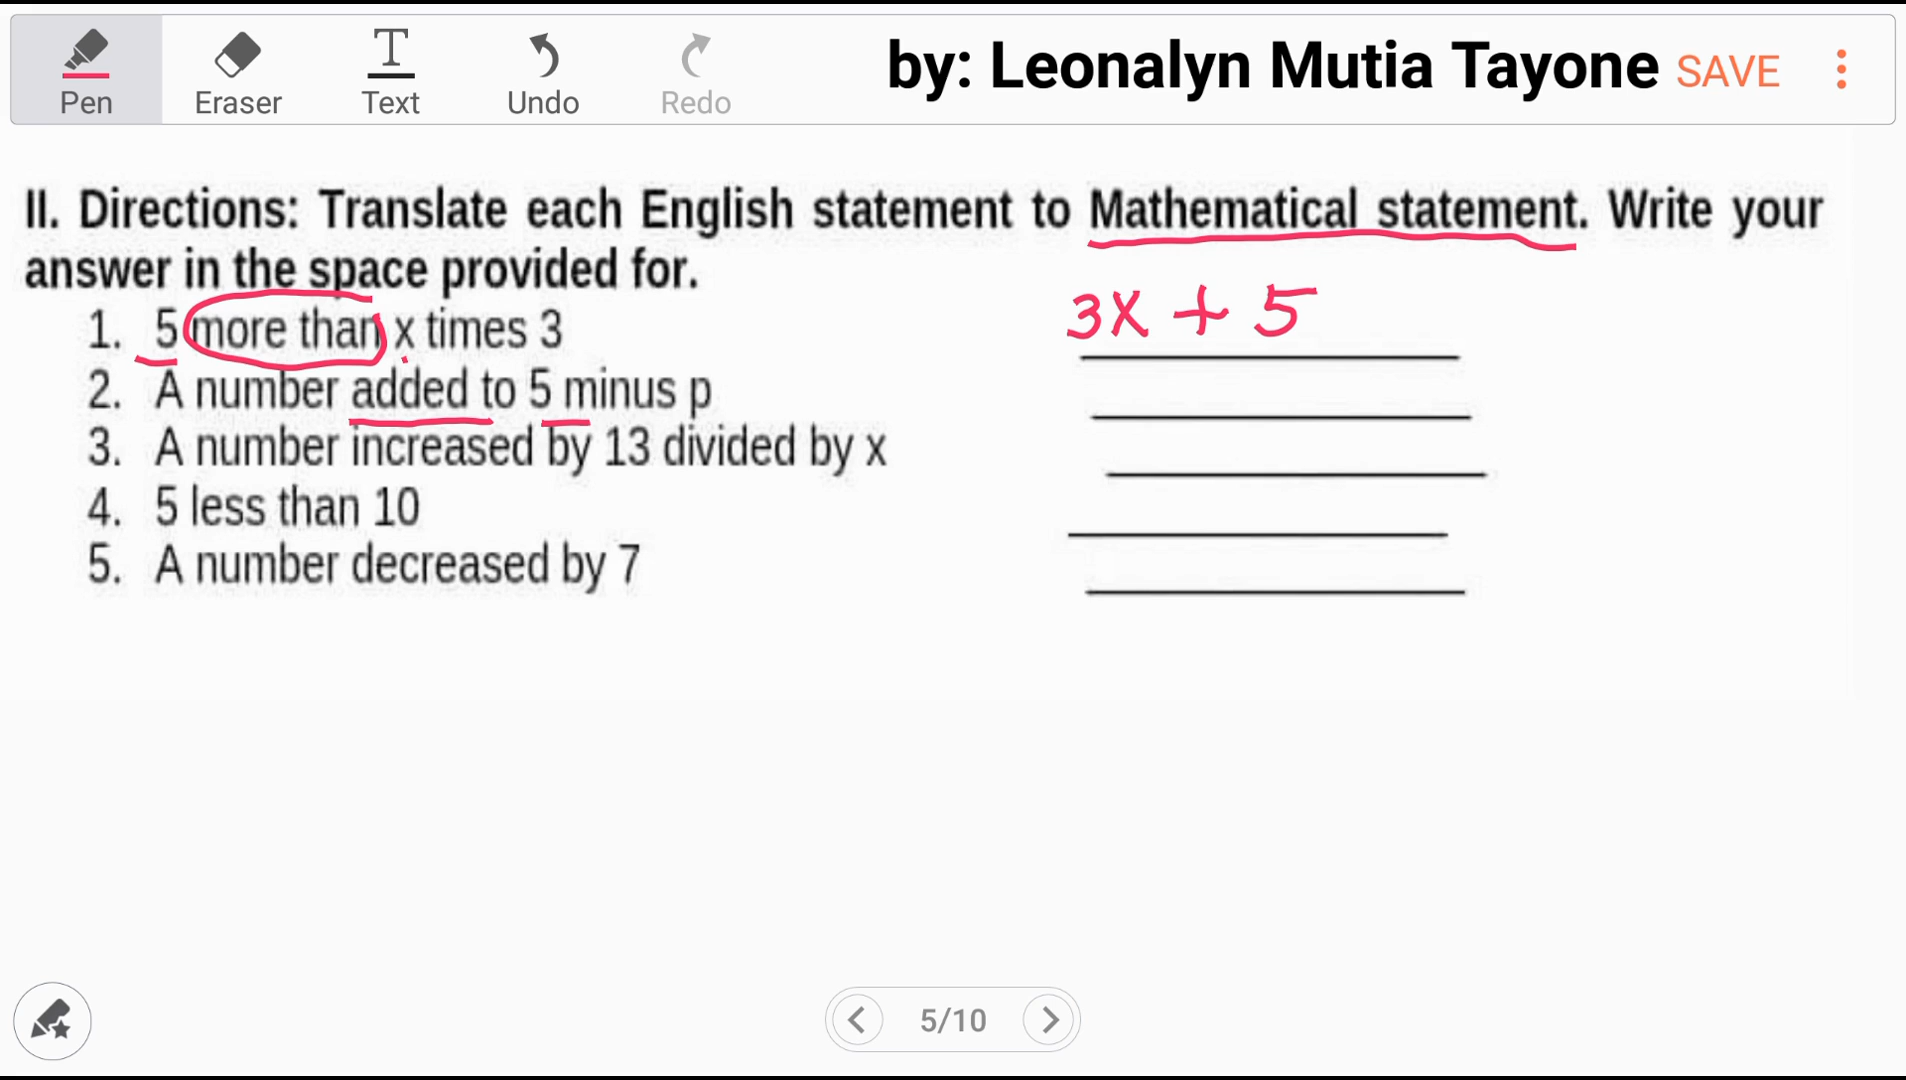 Pen Eraser Text Undo Redo by: Leonalyn Mutia Tayone SAVE
II. Directions: Translate each English statement to Mathematical statement. Write your
answer in the space provided for.
1. 5 more than x times 3 3x + 5
2. A number added to 5 minus p
3. A number increased by 13 divided by x
4. 5 less than 10
5. A number decreased by 7
5/10